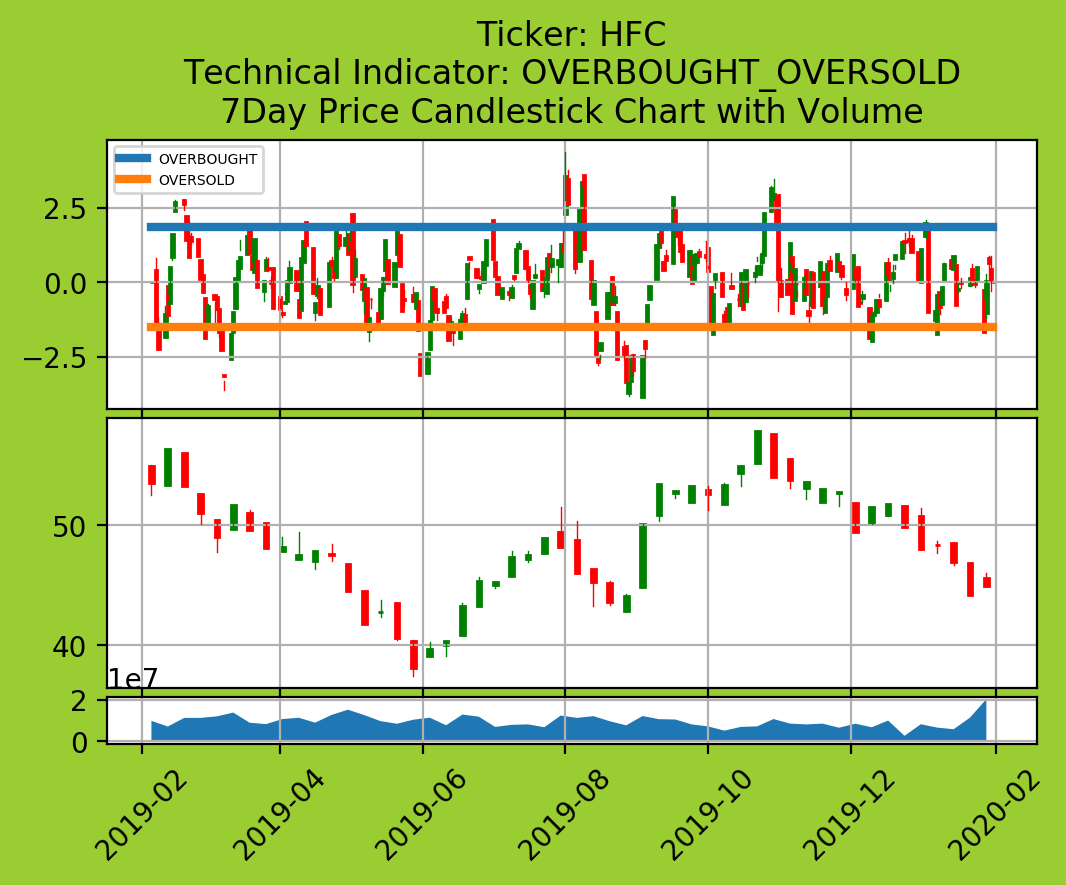 Ticker: HFC
Technical Indicator: OVERBOUGHT_OVERSOLD
7Day Price Candlestick Chart with Volume
OVERBOUGHT
OVERSOLD
2.5
0.0
−2.5
50
40
1e7
2
0
2019-02
2019-04
2019-06
2019-08
2019-10
2019-12
2020-02